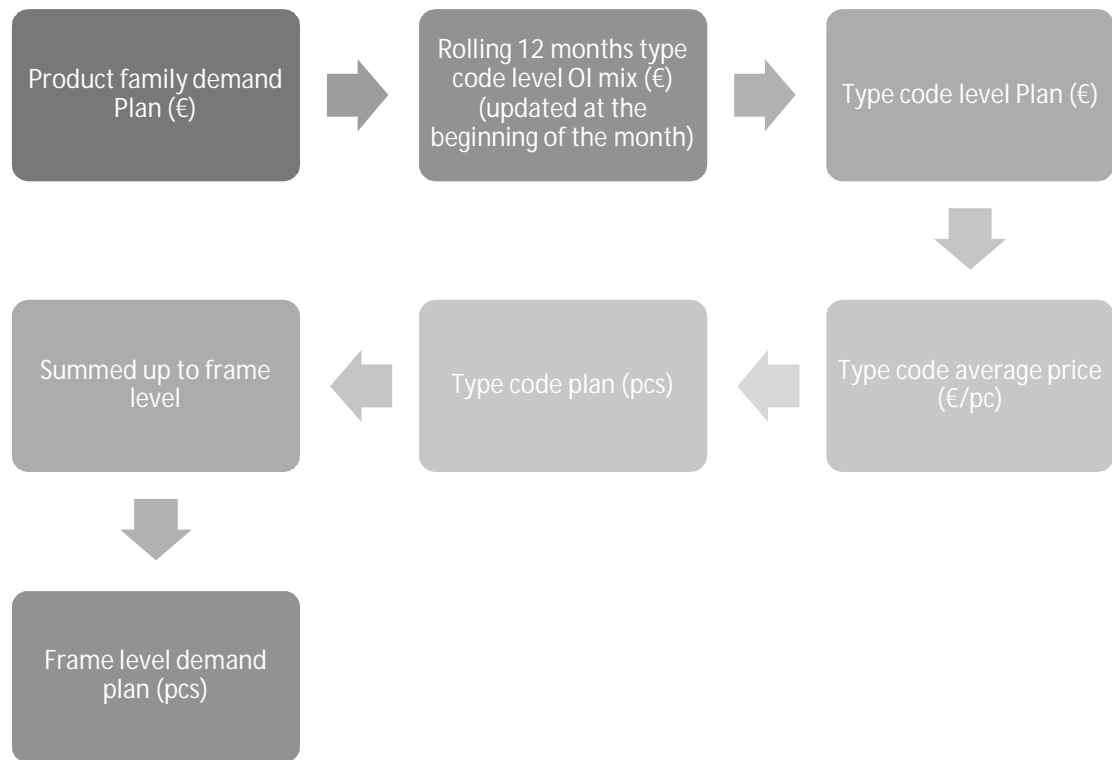 Product family demand
Plan (€)
Rolling 12 months type
code level OI mix (€)
(updated at the
beginning of the month)
Type code level Plan (€)
Type code average price
(€/pc)
Type code plan (pcs)
Summed up to frame
level
Frame level demand
plan (pcs)